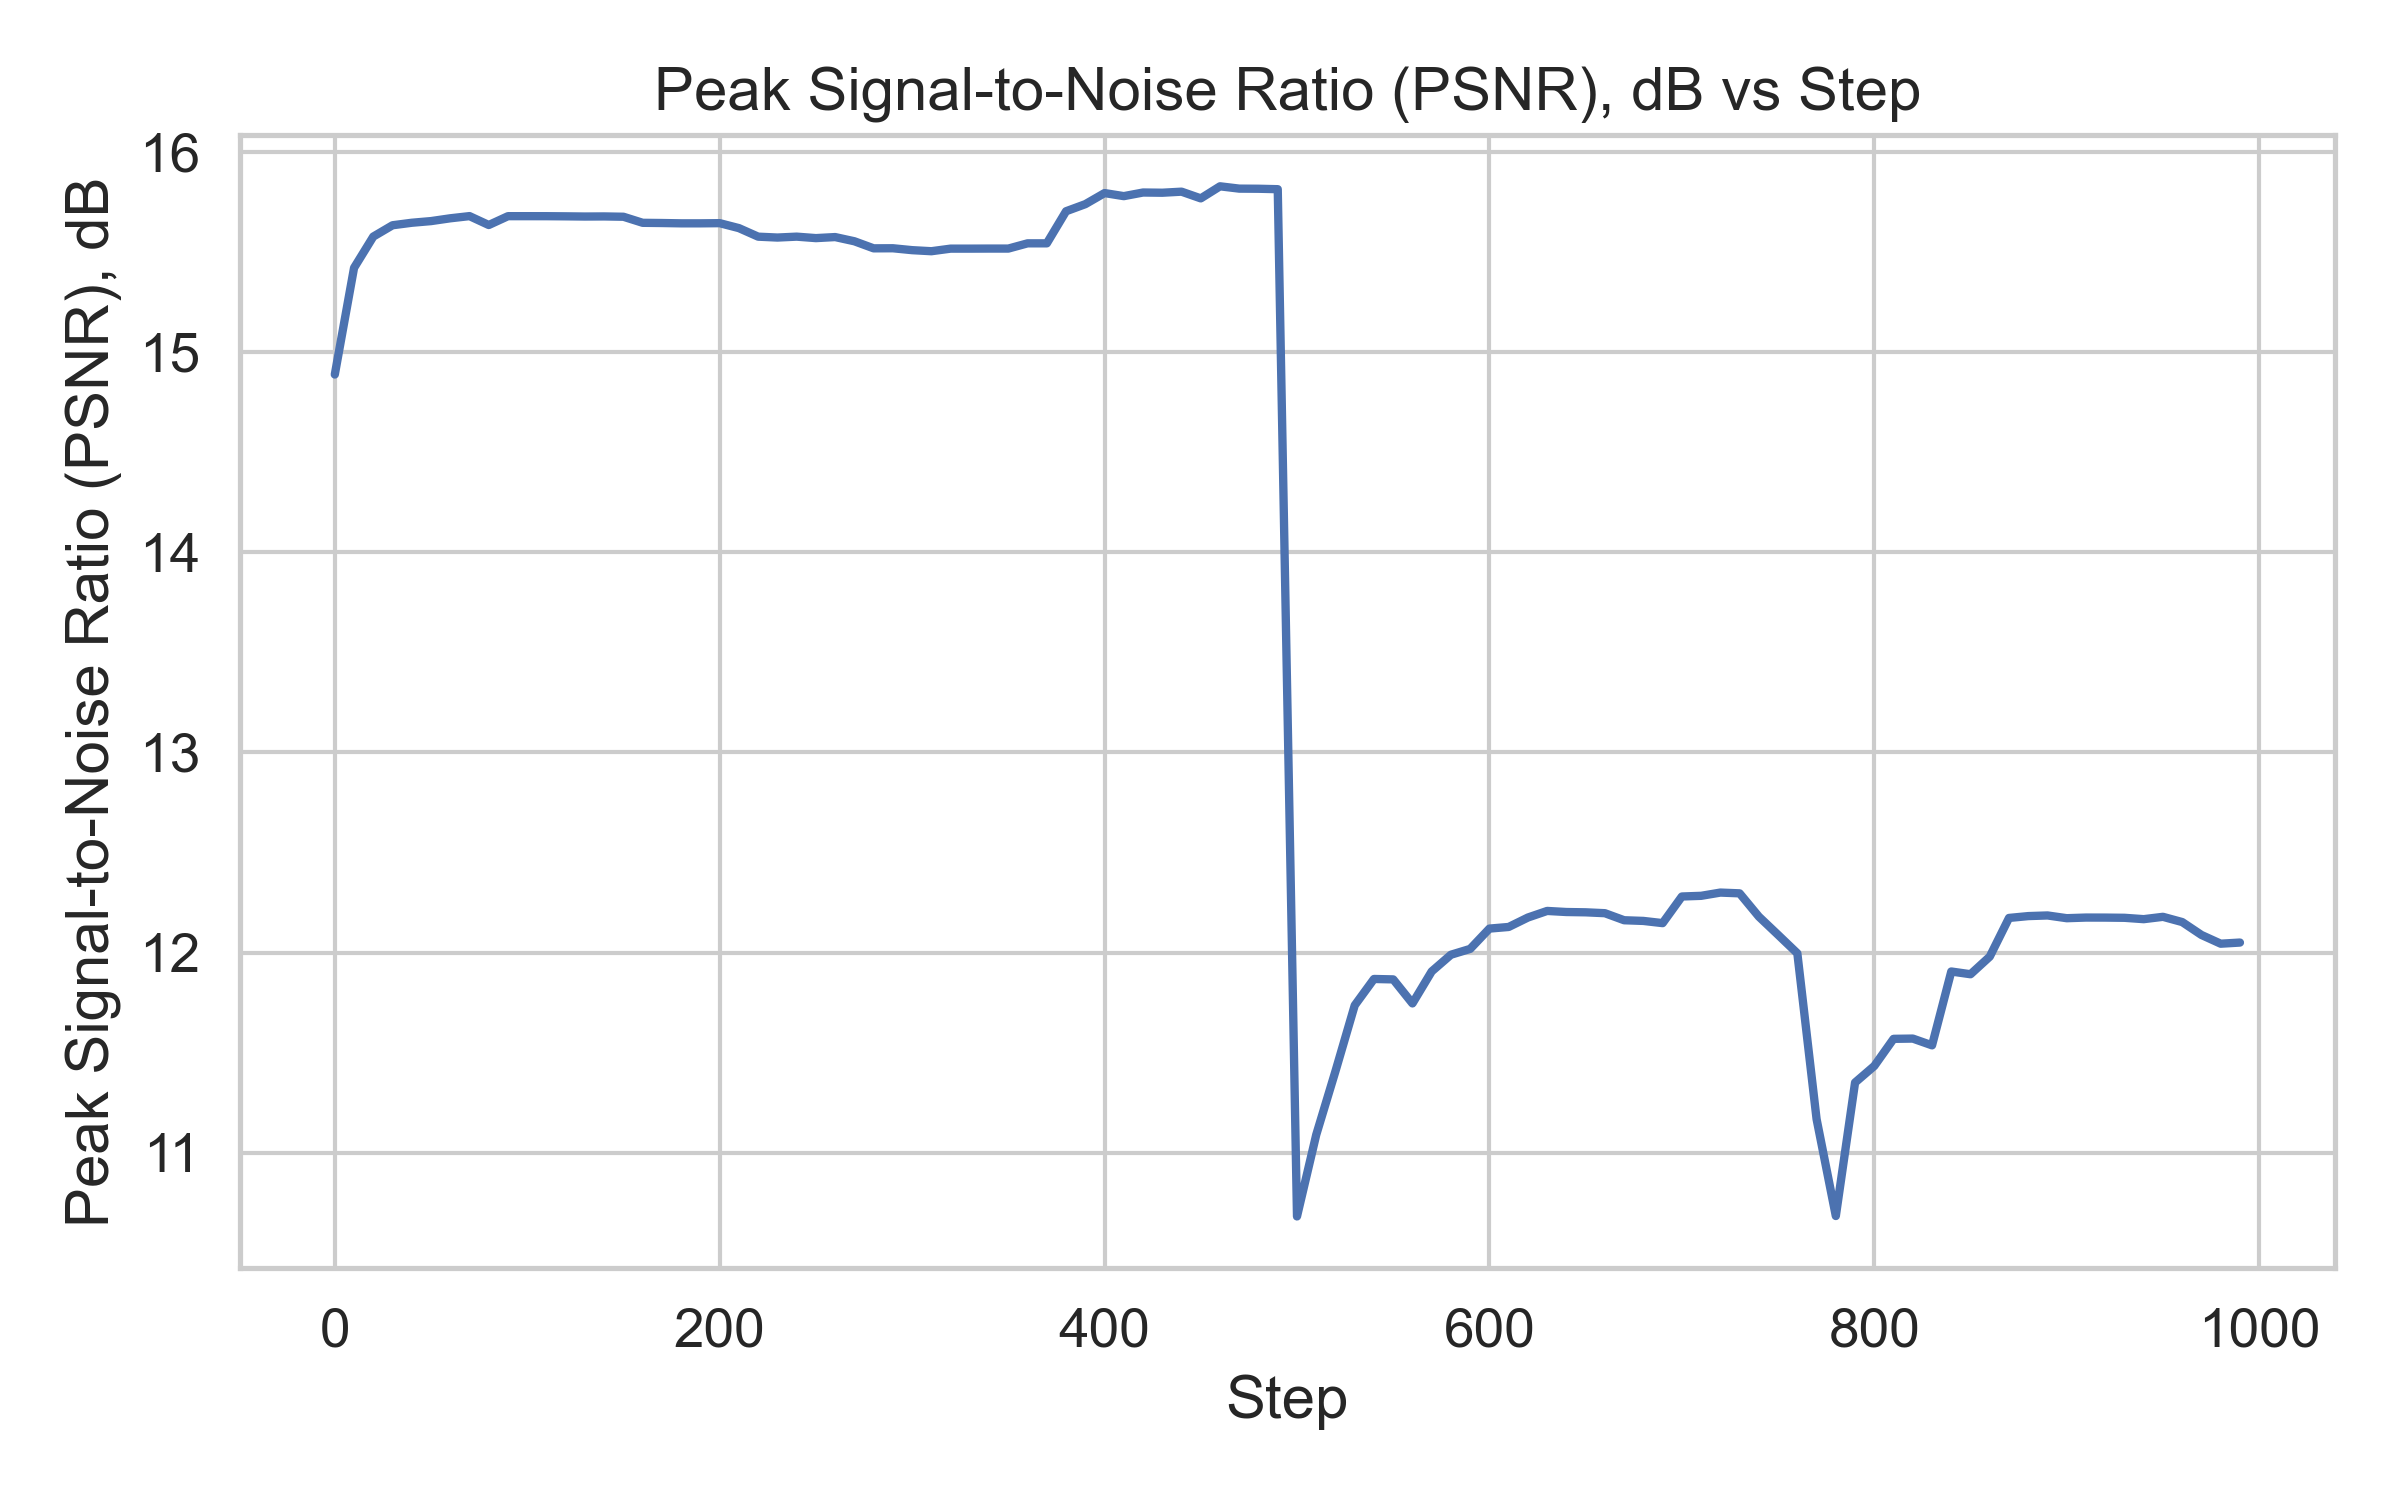 Peak Signal-to-Noise Ratio (PSNR), dB vs Step
Peak Signal-to-Noise Ratio (PSNR), dB
16
15
14
13
12
11
0 200 400 600 800 1000
Step